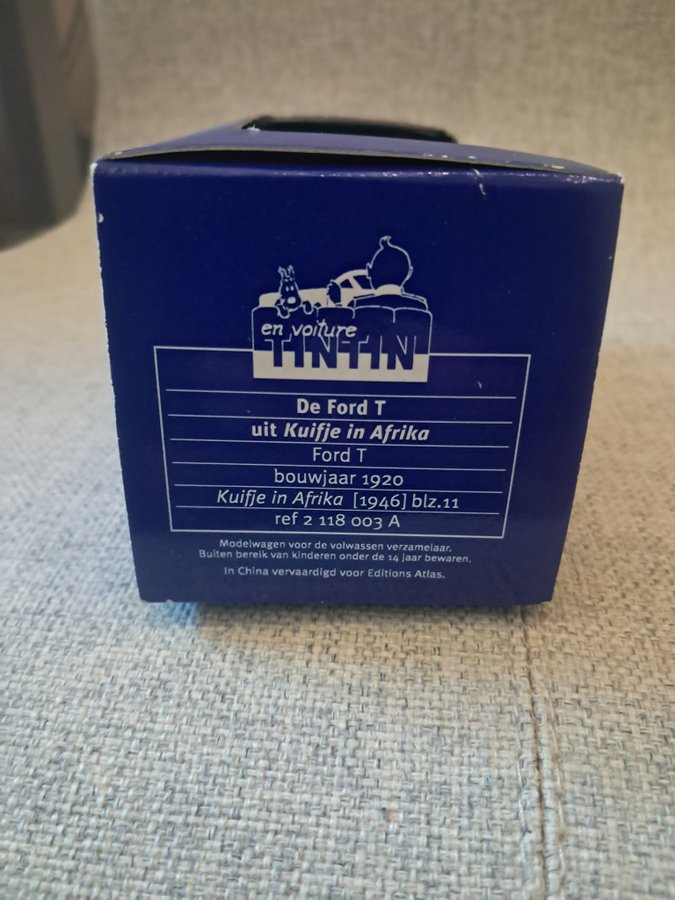 en voiture
TINTIN
De Ford T
uit Kuifje in Afrika
Ford T
bouwjaar 1920
Kuifje in Afrika [1946] blz.11
ref 2 118 003 A
Modelwagen voor de volwassen verzamelaar.
Buiten bereik van kinderen onder de 14 jaar bewaren.
In China vervaardigd voor Editions Atlas.